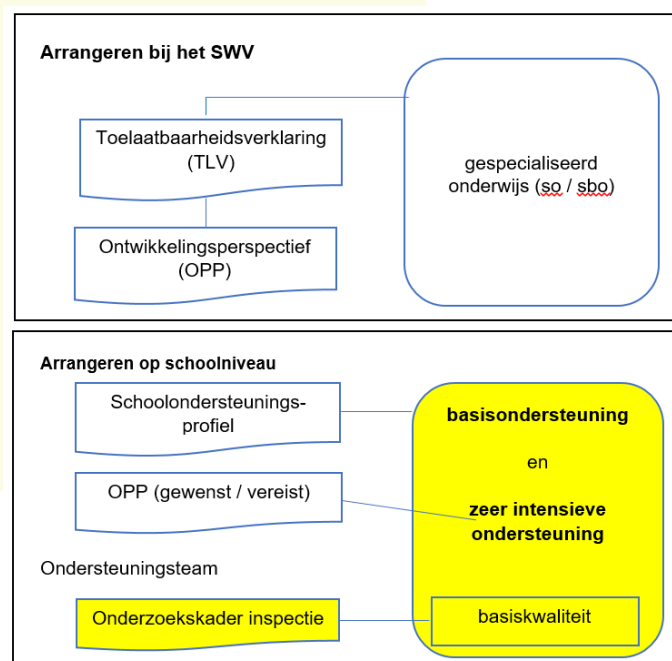 Arrangeren bij het SWV
Toelaatbaarheidsverklaring
(TLV)
gespecialiseerd
onderwijs (so / sbo)
Ontwikkelingsperspectief
(OPP)
Arrangeren op schoolniveau
Schoolondersteunings-
profiel
basisondersteuning
en
OPP (gewenst / vereist)
zeer intensieve
ondersteuning
Ondersteuningsteam
Onderzoekskader inspectie
basiskwaliteit